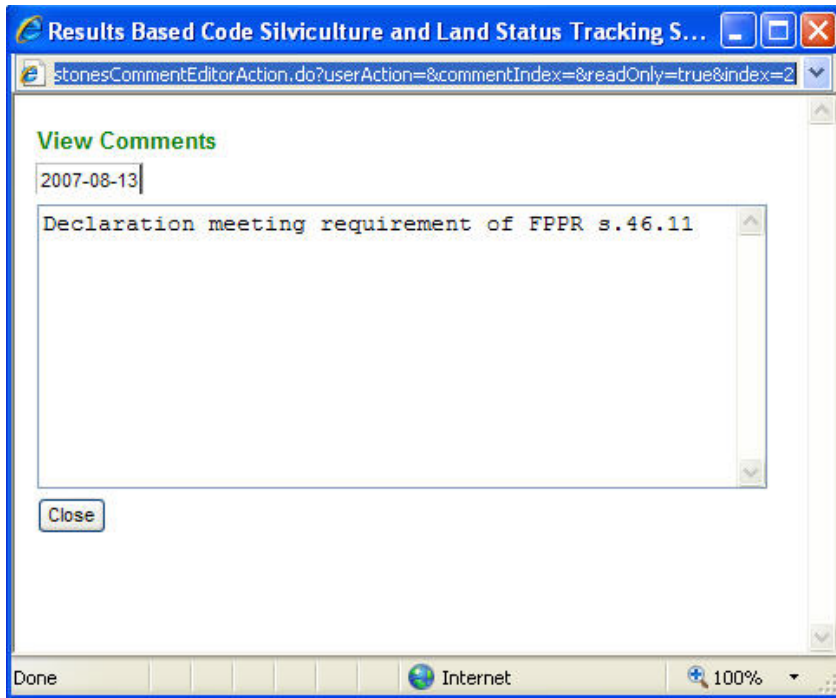 Results Based Code Silviculture and Land Status Tracking S...
stonesCommentEditorAction.do?userAction=&commentIndex=&readOnly=true&index=2
View Comments
2007-08-13
Declaration meeting requirement of FPPR s.46.11
Close
Done Internet 100%